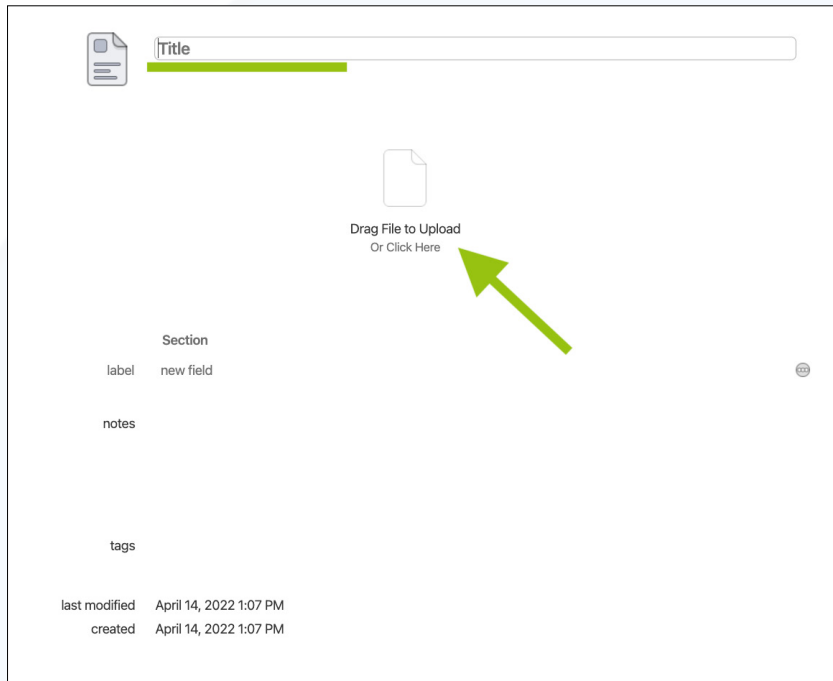 Title
Drag File to Upload
Or Click Here
Section
label new field
notes
tags
last modified April 14, 2022 1:07 PM
created April 14, 2022 1:07 PM